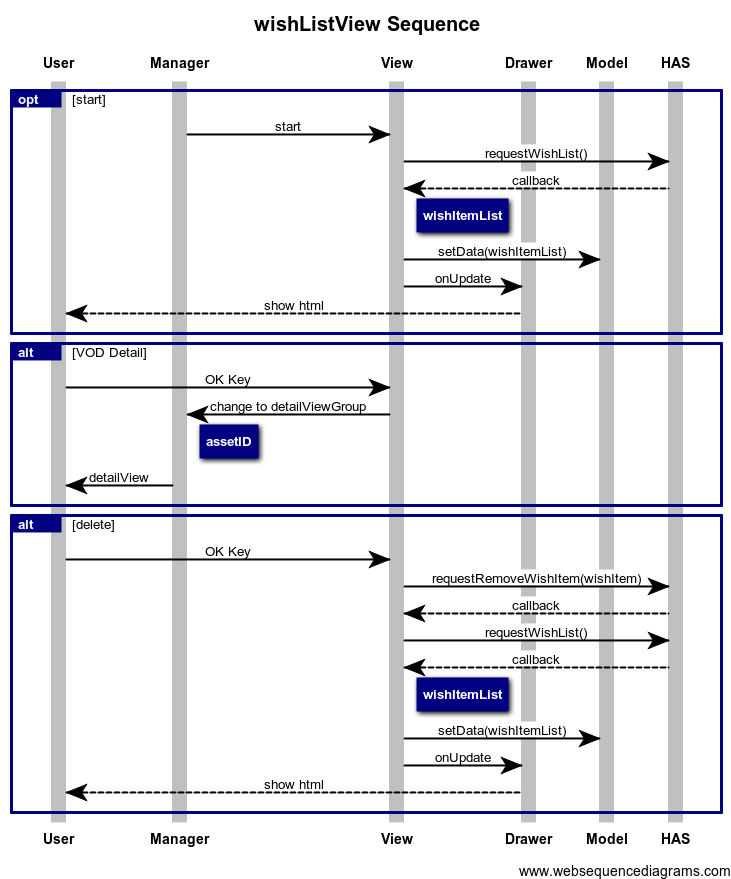 wishListView Sequence
User Manager View Drawer Model HAS
opt [start]
start
requestWishList()
callback
wishItemList
setData(wishItemList)
onUpdate
show html
alt [VOD Detail]
OK Key
change to detailViewGroup
assetID
detailView
alt [delete]
OK Key
requestRemoveWishItem(wishItem)
callback
requestWishList()
callback
wishItemList
setData(wishItemList)
onUpdate
show html
User Manager View Drawer Model HAS
www.websequencediagrams.com